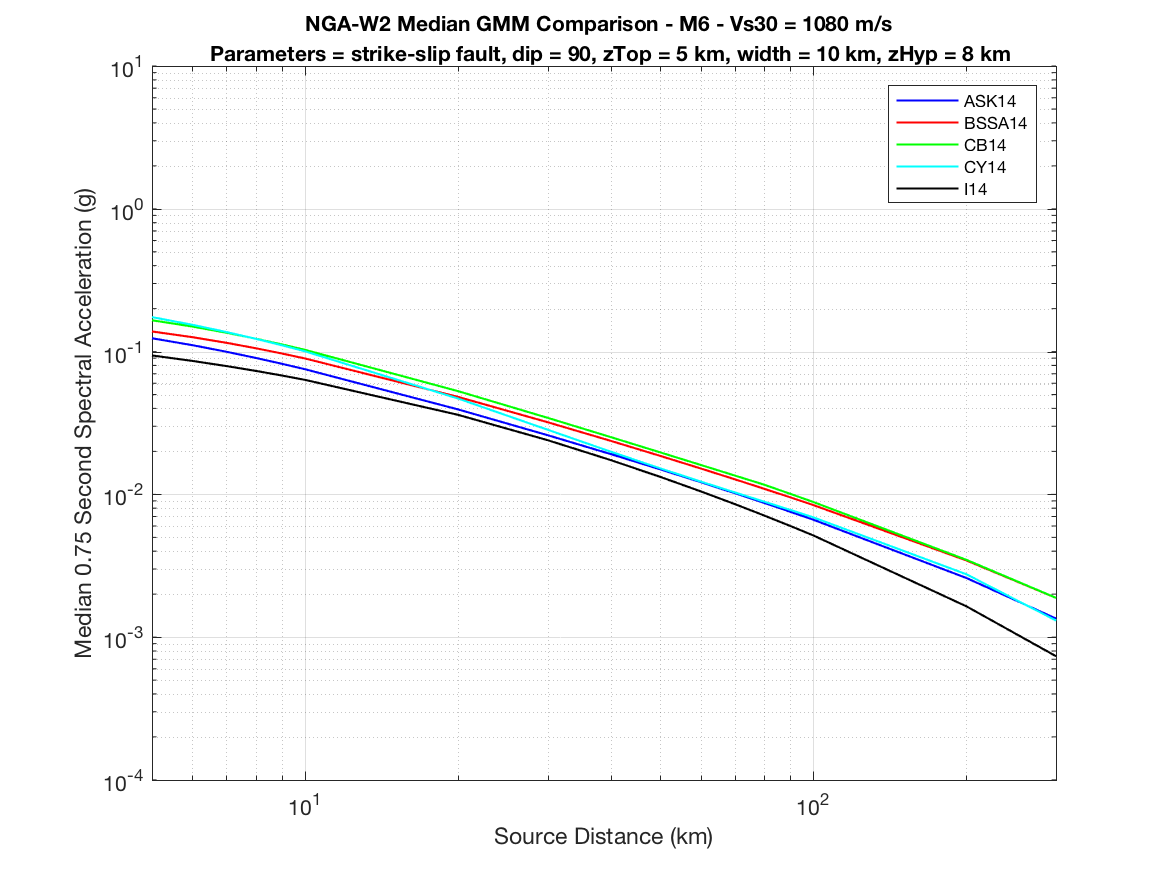 NGA-W2 Median GMM Comparison - M6 - Vs30 = 1080 m/s
Parameters = strike-slip fault, dip = 90, zTop = 5 km, width = 10 km, zHyp = 8 km
10^1
10^0
10^-1
10^-2
10^-3
10^-4
Median 0.75 Second Spectral Acceleration (g)
ASK14
BSSA14
CB14
CY14
I14
10^1
10^2
Source Distance (km)